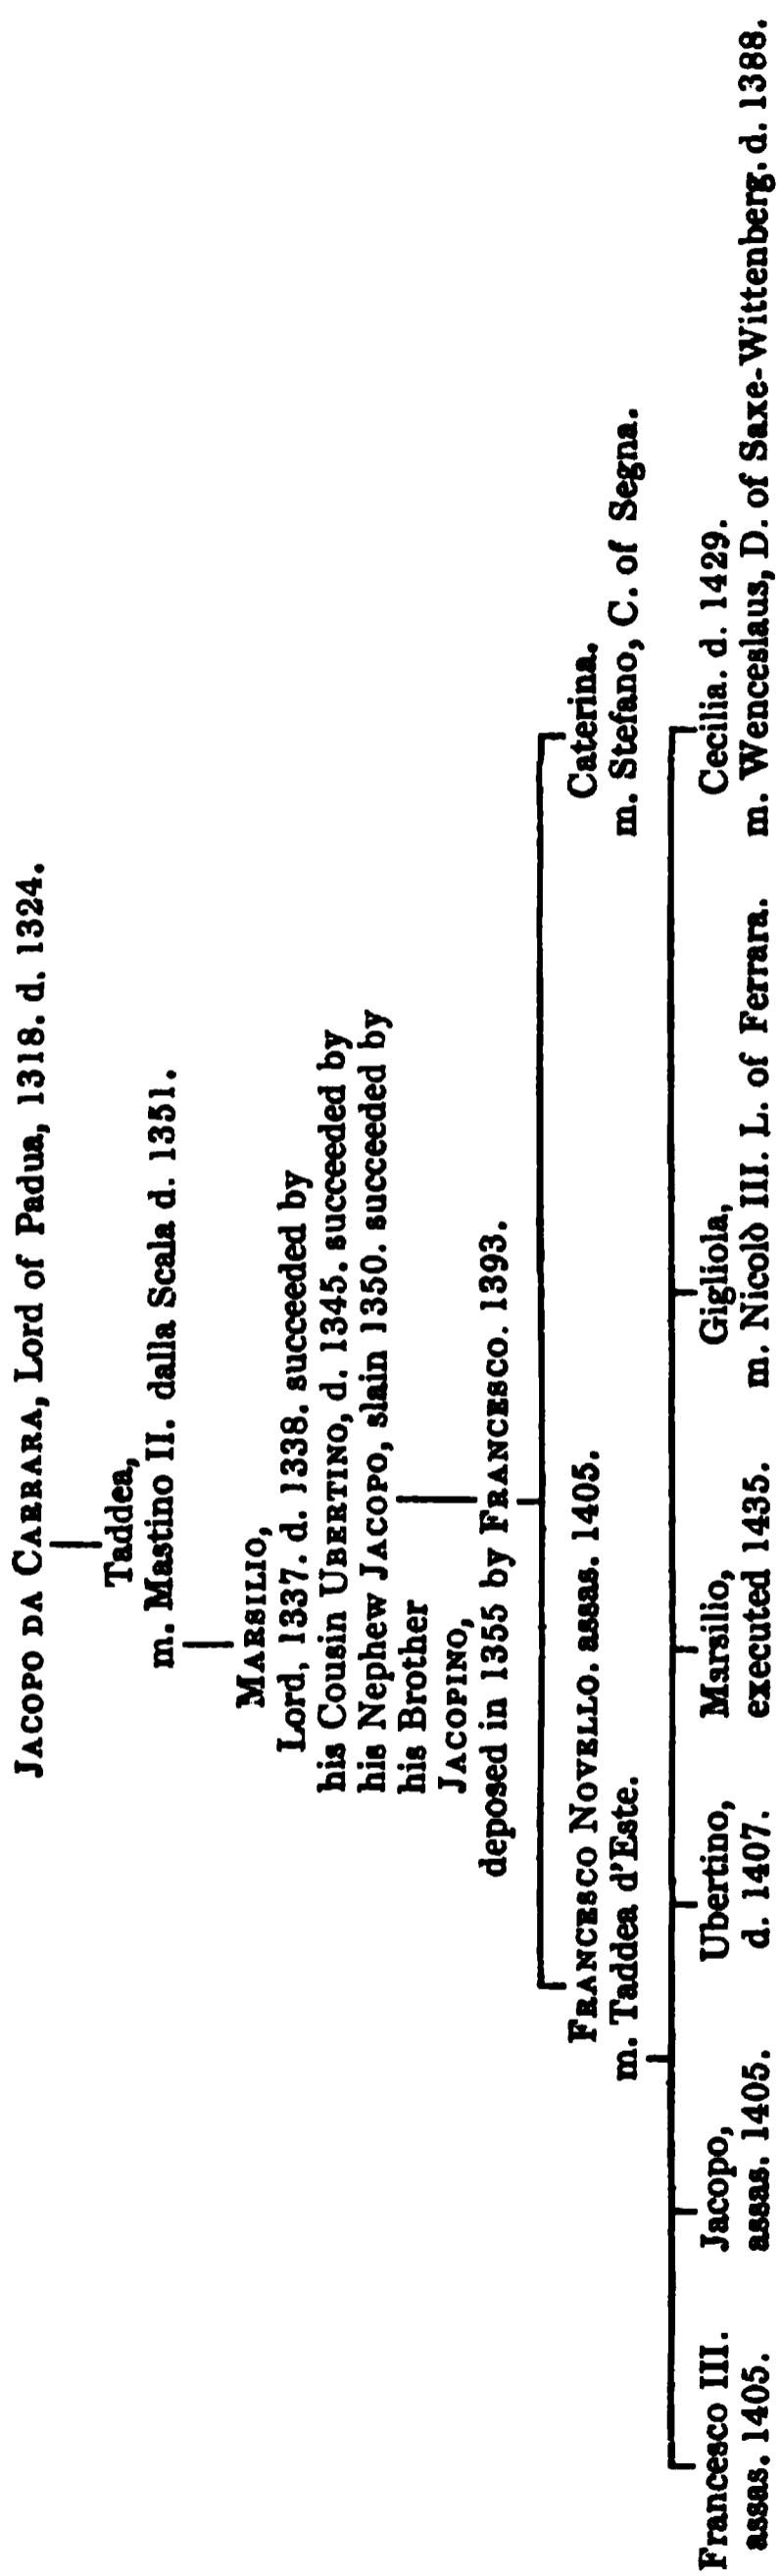 JACOPO DA CARRARA, Lord of Padua, 1318. d. 1324.
Taddea,
m. Mastino II. dalla Scala d. 1351.
MARSILIO,
Lord, 1337. d. 1338. succeeded by
his Cousin UBERTINO, d. 1345. succeeded by
his Nephew JACOPO, slain 1350. succeeded by
his Brother
JACOPINO,
deposed in 1355 by FRANCESCO. 1393.
FRANCESCO NOVELLO. assas. 1405.
m. Taddea d'Este.
Caterina.
m. Stefano, C. of Segna.
Francesco III.
assas. 1405.
Jacopo,
assas. 1405.
Ubertino,
d. 1407.
Marsilio,
executed 1435.
Gigliola,
m. Nicolò III. L. of Ferrara.
Cecilia. d. 1429.
m. Wenceslaus, D. of Saxe-Wittenberg. d. 1388.